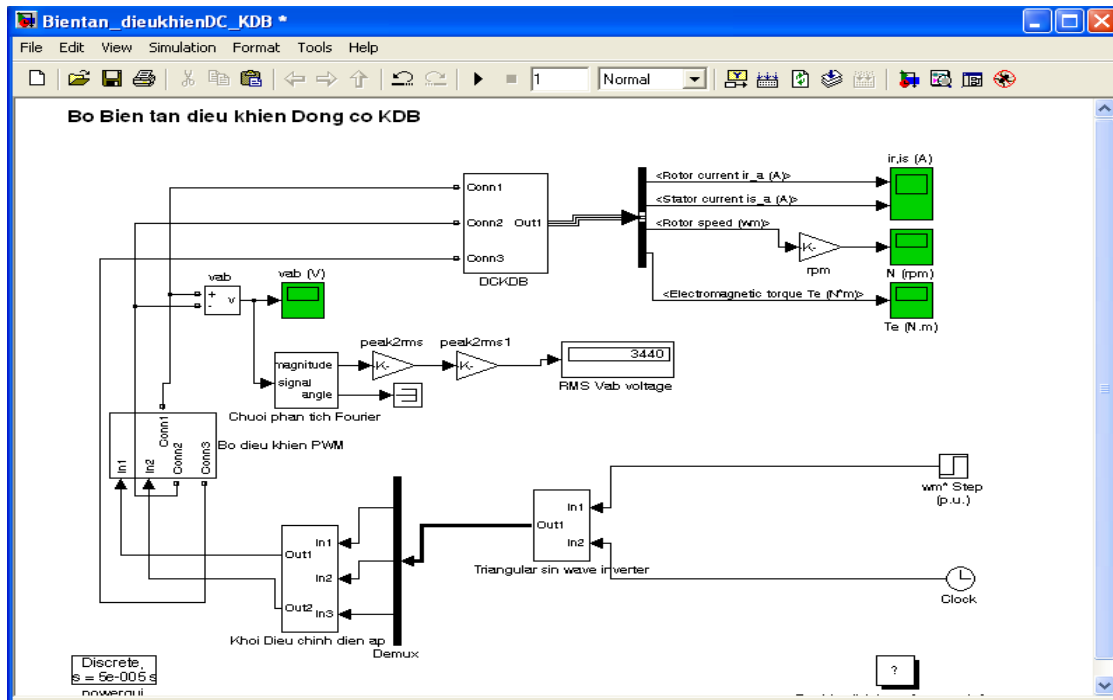 Bientan_dieukhienDC_KDB *
File Edit View Simulation Format Tools Help
1 Normal
Bo Bien tan dieu khien Dong co KDB
ir,is (A)
Conn1
<Rotor current ir_a (A)>
<Stator current is_a (A)>
Conn2 Out1
<Rotor speed (wm)>
-K-
Conn3
rpm
N (rpm)
DCKDB
vab
vab (V)
+
-
v
<Electromagnetic torque Te (N*m)>
Te (N.m)
peak2rms
peak2rms1
3440
magnitude
-K-
-K-
signal
RMS Vab voltage
angle
Chuoi phan tich Fourier
Conn1
Conn2
Conn3
In1
In2
Bo dieu khien PWM
wm* Step
(p.u.)
In1
Out1
In2
Triangular sin wave inverter
In1
Out1
In2
Out2
In3
Clock
Khoi Dieu chinh dien ap
Demux
Discrete,
s = 5e-005 s
powergui
?